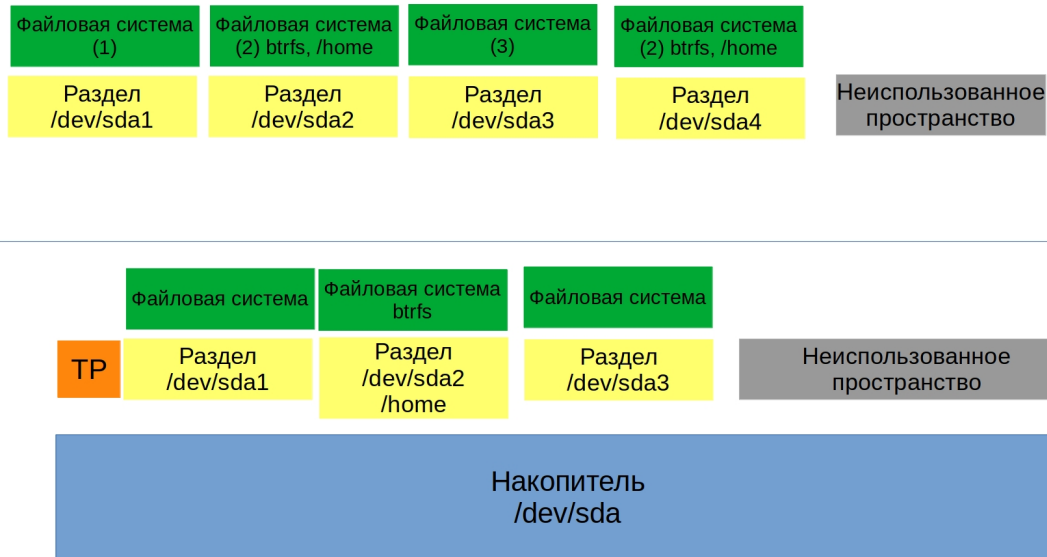 Файловая система
(1)
Файловая система
(2) btrfs, /home
Файловая система
(3)
Файловая система
(2) btrfs, /home
Раздел
/dev/sda1
Раздел
/dev/sda2
Раздел
/dev/sda3
Раздел
/dev/sda4
Неиспользованное
пространство
Файловая система
Файловая система
btrfs
Файловая система
ТР
Раздел
/dev/sda1
Раздел
/dev/sda2
/home
Раздел
/dev/sda3
Неиспользованное
пространство
Накопитель
/dev/sda